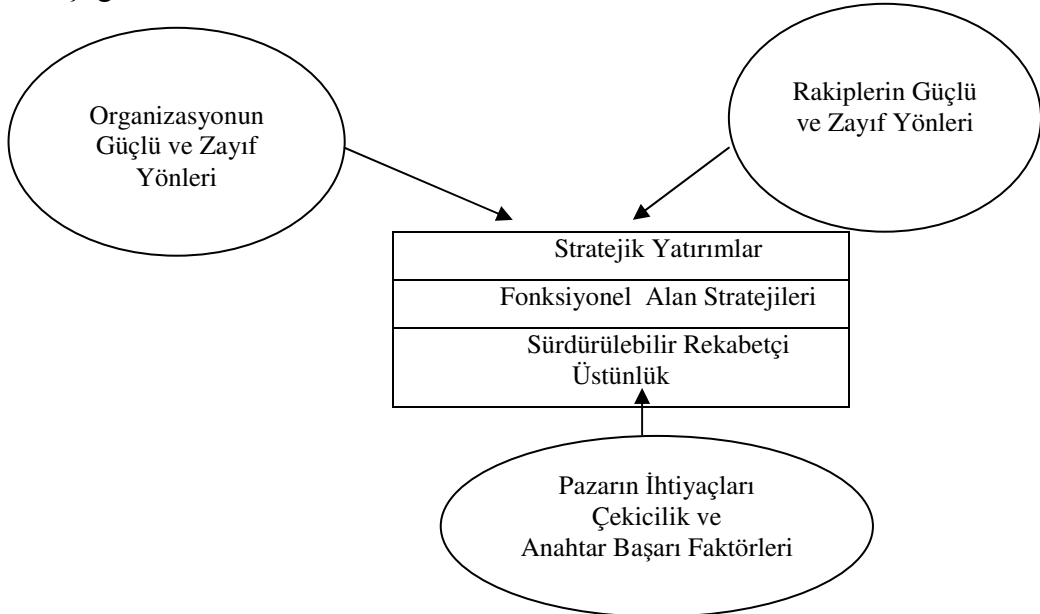 Organizasyonun
Güçlü ve Zayıf
Yönleri
Rakiplerin Güçlü
ve Zayıf Yönleri
Stratejik Yatırımlar
Fonksiyonel Alan Stratejileri
Sürdürülebilir Rekabetçi
Üstünlük
Pazarın İhtiyaçları
Çekicilik ve
Anahtar Başarı Faktörleri